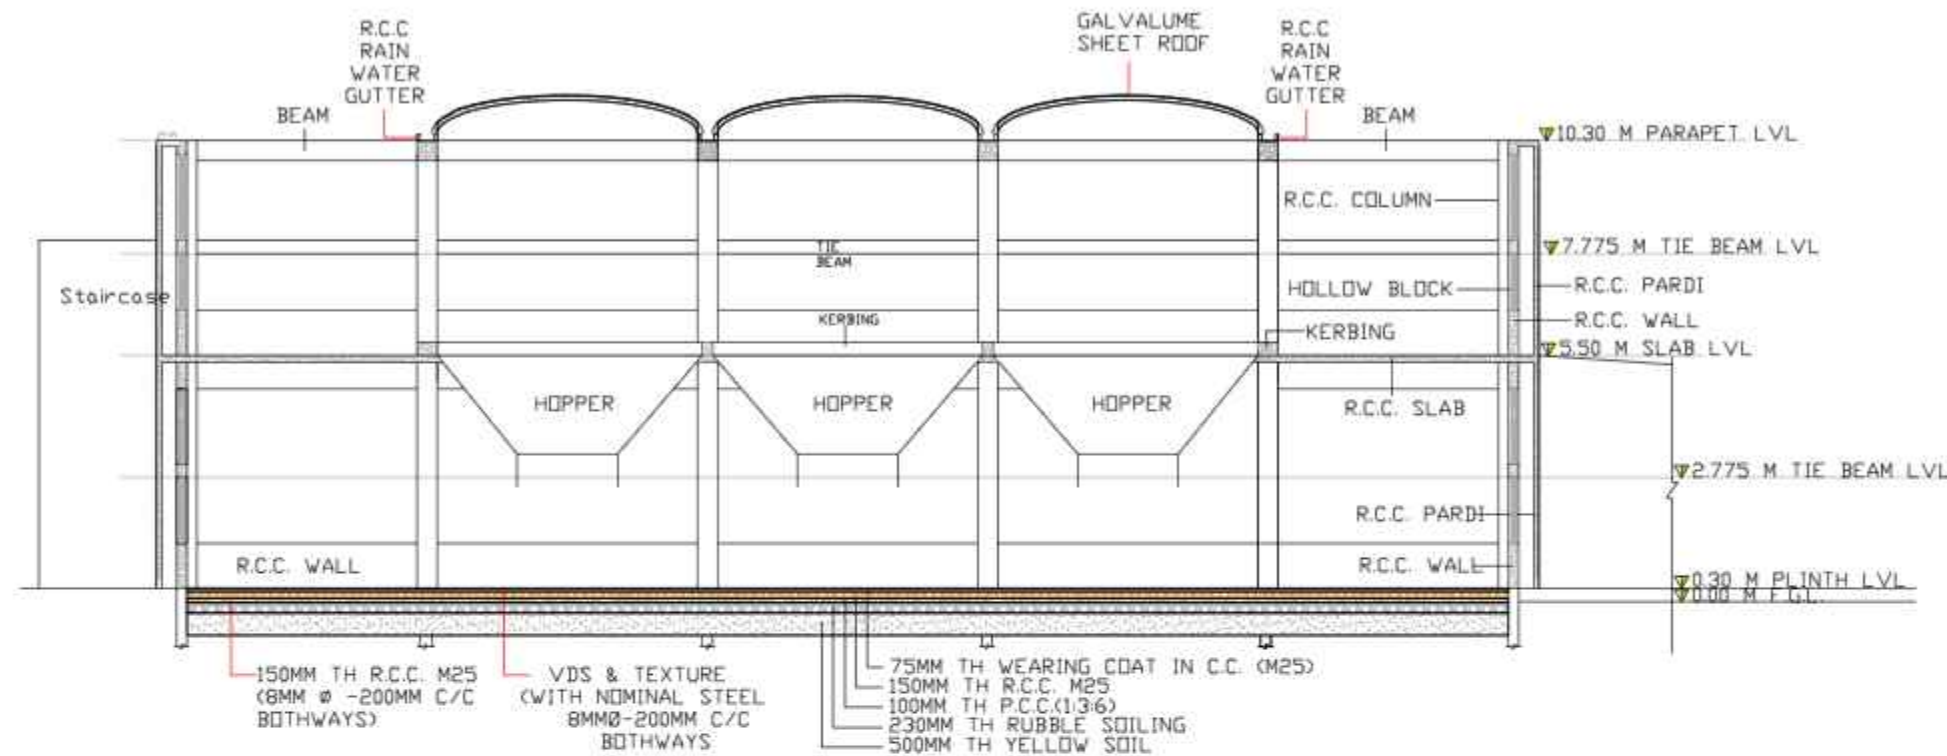 R.C.C
RAIN
WATER
GUTTER
GALVALUME
SHEET ROOF
R.C.C
RAIN
WATER
GUTTER
BEAM
BEAM
10.30 M PARAPET LVL
R.C.C. COLUMN
TIE
BEAM
7.775 M TIE BEAM LVL
Staircase
HOLLOW BLOCK
R.C.C. PARDI
KERBING
R.C.C. WALL
KERBING
5.50 M SLAB LVL
HOPPER
HOPPER
HOPPER
R.C.C. SLAB
2.775 M TIE BEAM LVL
R.C.C. PARDI
R.C.C. WALL
R.C.C. WALL
0.30 M PLINTH LVL
0.00 M F.G.L.
150MM TH R.C.C. M25
(8MM Ø -200MM C/C
BOTHWAYS)
VDS & TEXTURE
(WITH NOMINAL STEEL
8MMØ-200MM C/C
BOTHWAYS
75MM TH WEARING COAT IN C.C. (M25)
150MM TH R.C.C. M25
100MM TH P.C.C.(1:3:6)
230MM TH RUBBLE SOILING
500MM TH YELLOW SOIL